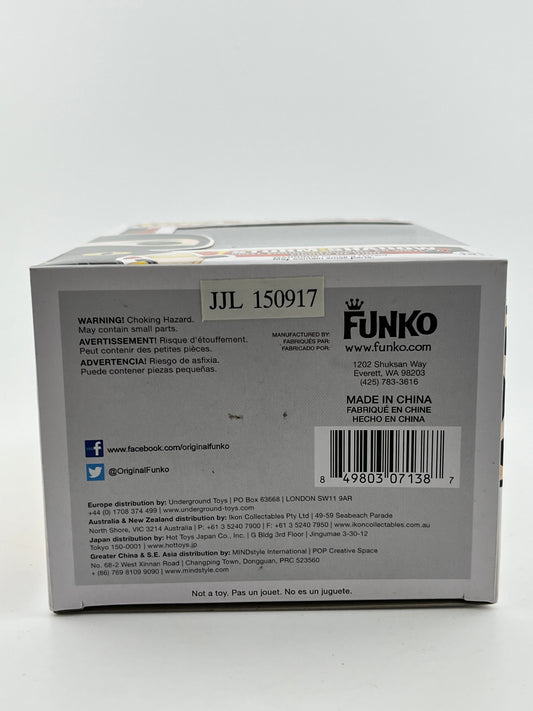 JJL 150917
WARNING! Choking Hazard.
May contain small parts.
AVERTISSEMENT! Risque d'étouffement.
Peut contenir des petites pièces.
ADVERTENCIA! Riesgo de asfixia.
Puede contener piezas pequeñas.
MANUFACTURED BY:
FABRIQUÉS PAR:
FABRICADO POR:
FUNKO
www.funko.com
1202 Shuksan Way
Everett, WA 98203
(425) 783-3616
MADE IN CHINA
FABRIQUÉ EN CHINE
HECHO EN CHINA
8 49803 07138 7
www.facebook.com/originalfunko
@OriginalFunko
Europe distribution by: Underground Toys | PO Box 63668 | LONDON SW11 9AR
+44 (0) 1708 374 499 | www.underground-toys.com
Australia & New Zealand distribution by: Ikon Collectables Pty Ltd | 49-59 Seabeach Parade
North Shore, VIC 3214 Australia | P: +61 3 5240 7900 | F: +61 3 5240 7950 | www.ikoncollectables.com.au
Japan distribution by: Hot Toys Japan Co., Inc. | G Bldg 3rd Floor | Jingumae 3-30-12
Tokyo 150-0001 | www.hottoys.jp
Greater China & S.E. Asia distribution by: MINDstyle International | POP Creative Space
No. 68-2 West Xinnan Road | Changping Town, Dongguan, PRC 523560
+ (86) 769 8109 9090 | www.mindstyle.com
Not a toy. Pas un jouet. No es un juguete.